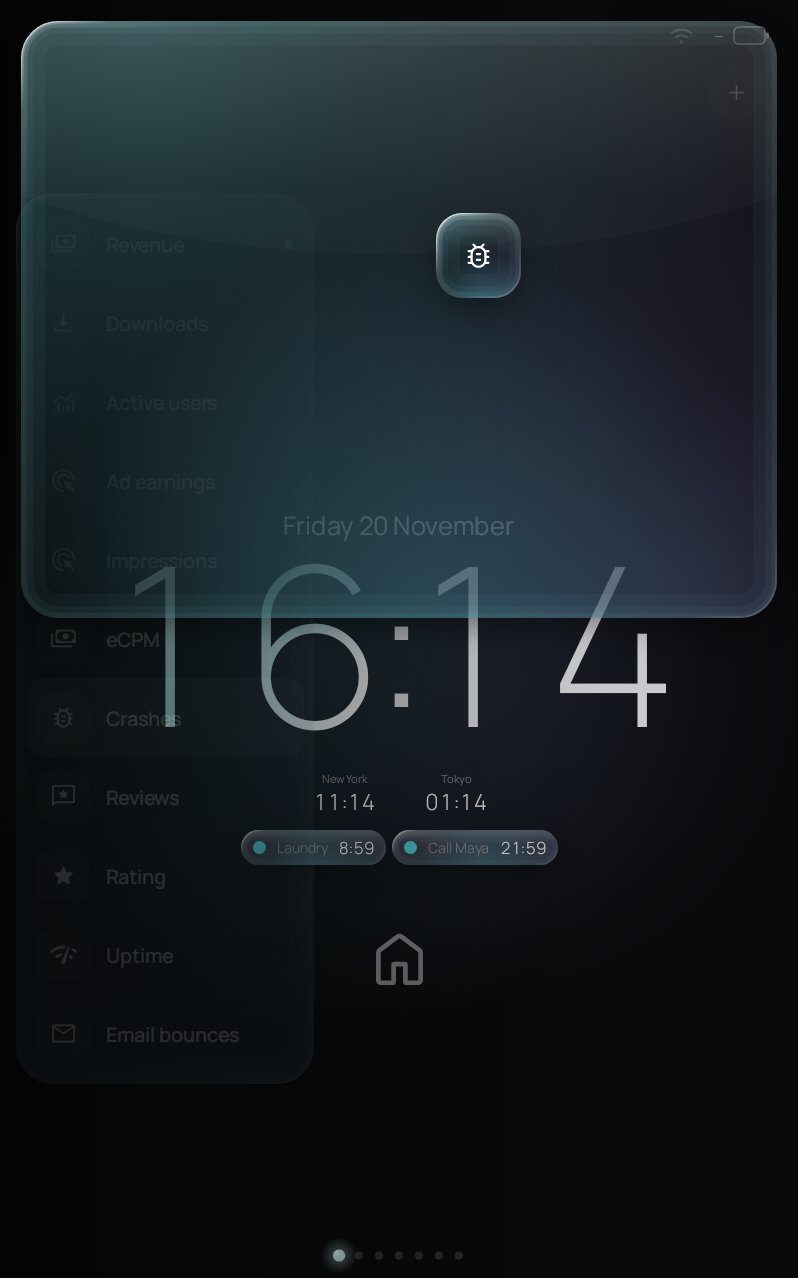 Revenue
Downloads
Active users
Ad earnings
Friday 20 November
Impressions
16:14
eCPM
Crashes
New York
Tokyo
11:14
01:14
Reviews
Laundry 8:59
Call Maya 21:59
Rating
Uptime
Email bounces